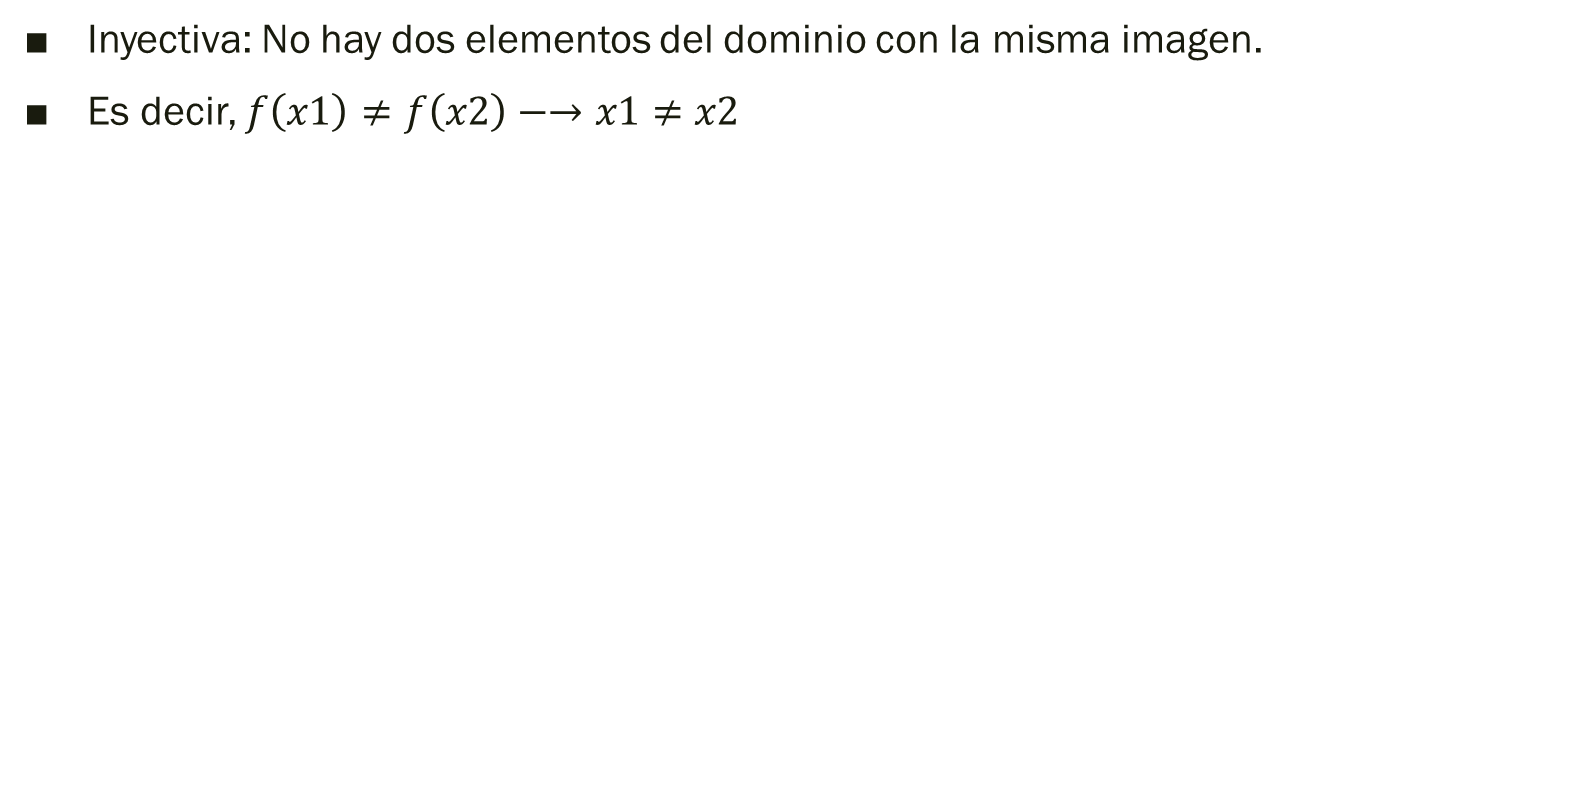 ■ Inyectiva: No hay dos elementos del dominio con la misma imagen.
■ Es decir, f(x1) ≠ f(x2) −→ x1 ≠ x2